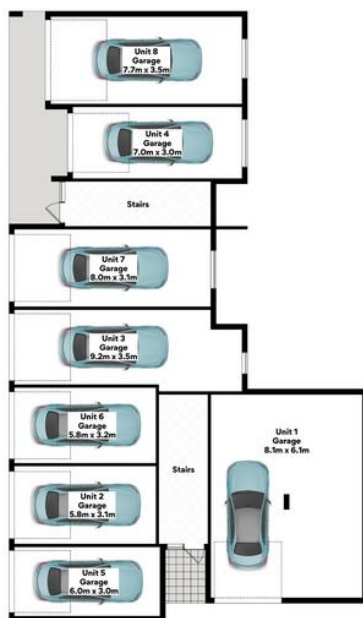 Unit 8
Garage
7.7m x 3.5m
Unit 4
Garage
7.0m x 3.0m
Stairs
Unit 7
Garage
8.0m x 3.1m
Unit 3
Garage
9.2m x 3.5m
Unit 6
Garage
5.8m x 3.2m
Unit 1
Garage
8.1m x 6.1m
Stairs
Unit 2
Garage
5.8m x 3.1m
Unit 5
Garage
6.0m x 3.0m